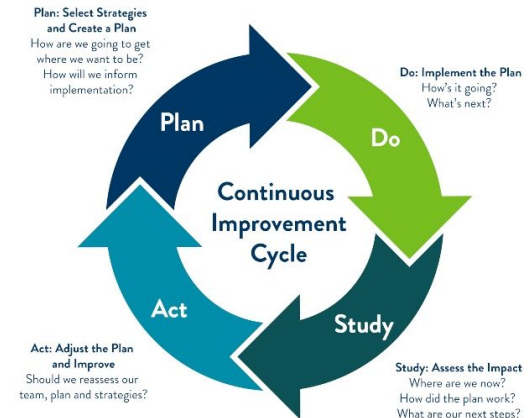 Plan: Select Strategies
and Create a Plan
How are we going to get
where we want to be?
How will we inform
implementation?
Do: Implement the Plan
How's it going?
What's next?
Plan
Do
Continuous
Improvement
Cycle
Act
Study
Act: Adjust the Plan
and Improve
Should we reassess our
team, plan and strategies?
Study: Assess the Impact
Where are we now?
How did the plan work?
What are our next steps?